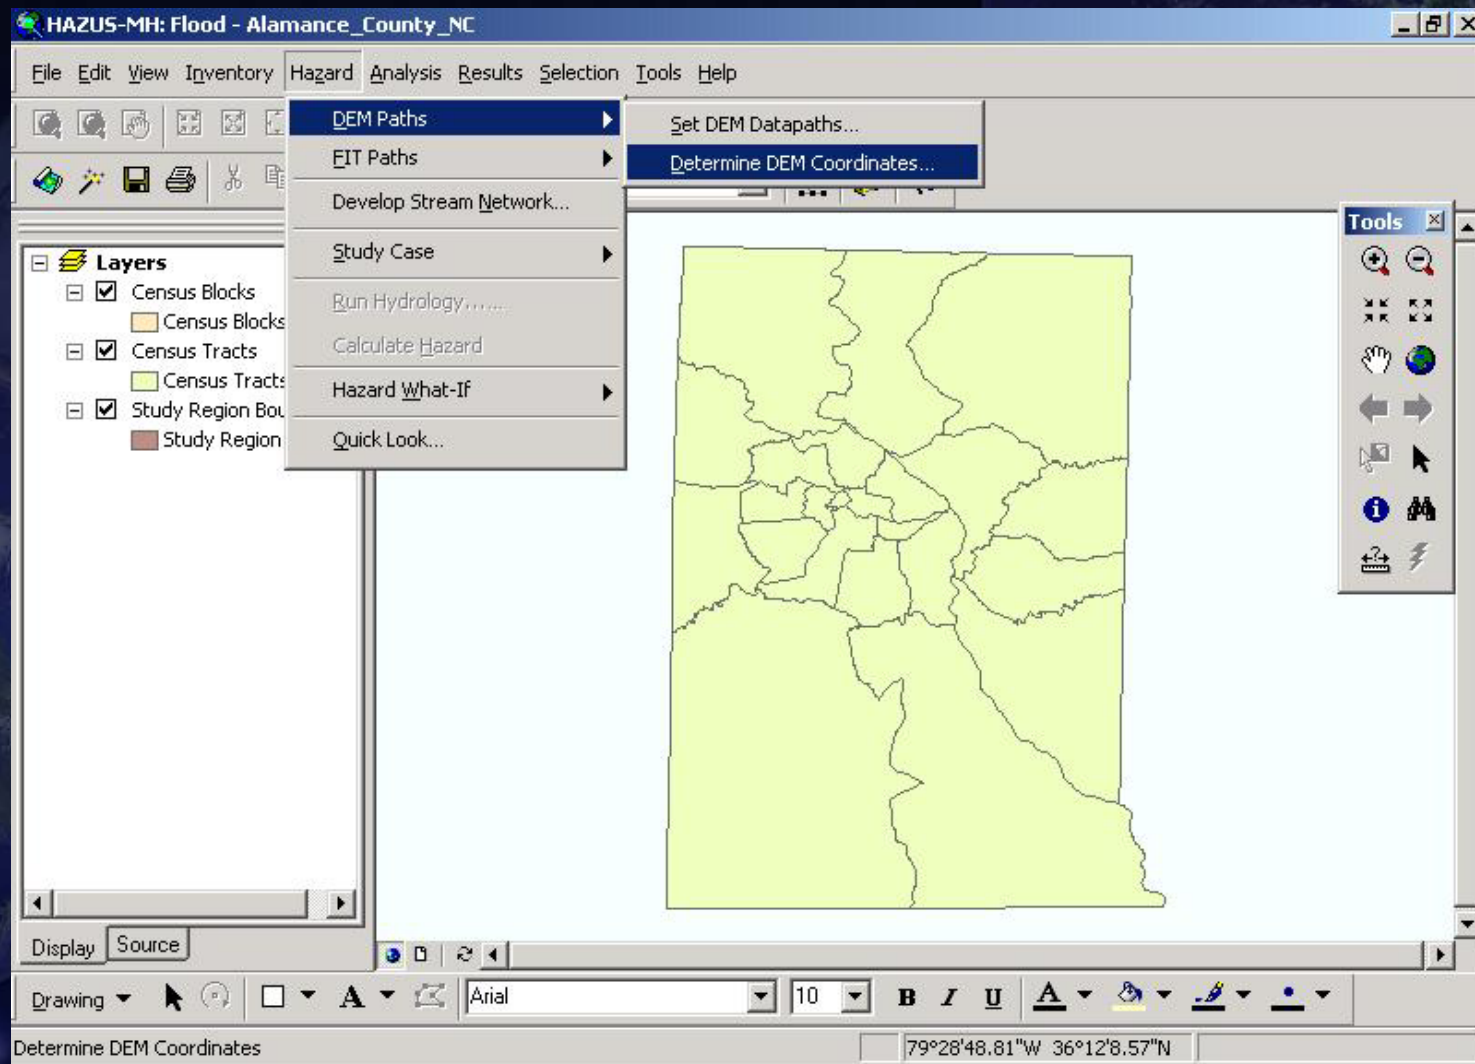 HAZUS-MH: Flood - Alamance_County_NC
File Edit View Inventory Hazard Analysis Results Selection Tools Help
DEM Paths
FIT Paths
Develop Stream Network...
Study Case
Run Hydrology......
Calculate Hazard
Hazard What-If
Quick Look...
Set DEM Datapaths...
Determine DEM Coordinates...
Layers
Census Blocks
Census Blocks
Census Tracts
Census Tracts
Study Region Bou
Study Region
Tools
Display Source
Drawing A Arial 10 B I U A
Determine DEM Coordinates 79°28'48.81"W 36°12'8.57"N